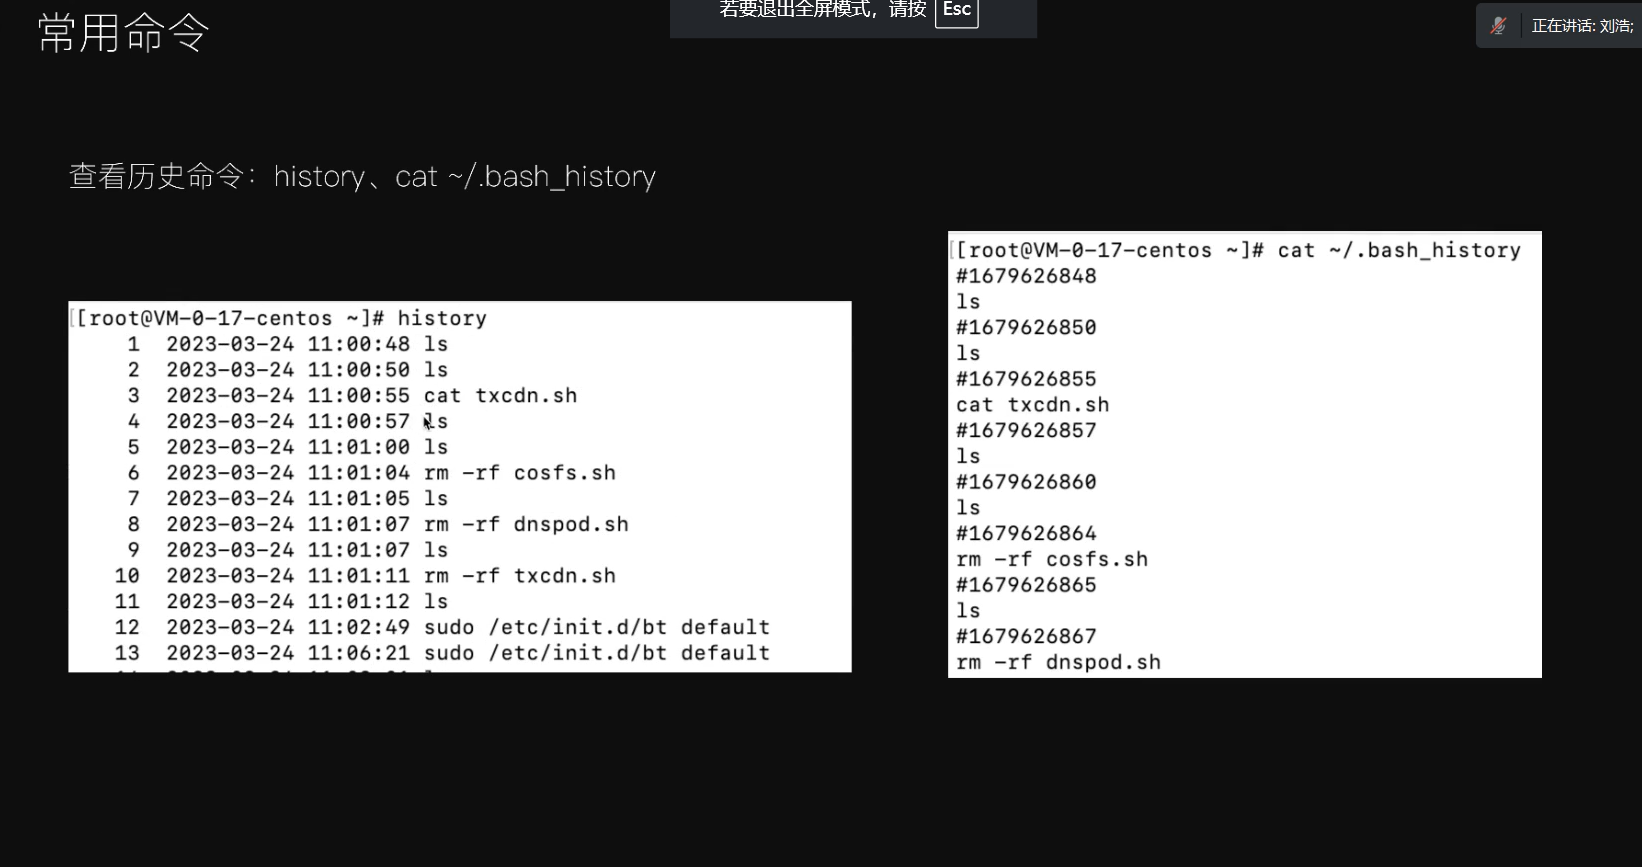 常用命令
若要退出全屏模式，请按 Esc
正在讲话: 刘浩;
查看历史命令：history、cat ~/.bash_history
[[root@VM-0-17-centos ~]# history
1 2023-03-24 11:00:48 ls
2 2023-03-24 11:00:50 ls
3 2023-03-24 11:00:55 cat txcdn.sh
4 2023-03-24 11:00:57 ls
5 2023-03-24 11:01:00 ls
6 2023-03-24 11:01:04 rm -rf cosfs.sh
7 2023-03-24 11:01:05 ls
8 2023-03-24 11:01:07 rm -rf dnspod.sh
9 2023-03-24 11:01:07 ls
10 2023-03-24 11:01:11 rm -rf txcdn.sh
11 2023-03-24 11:01:12 ls
12 2023-03-24 11:02:49 sudo /etc/init.d/bt default
13 2023-03-24 11:06:21 sudo /etc/init.d/bt default
[[root@VM-0-17-centos ~]# cat ~/.bash_history
#1679626848
ls
#1679626850
ls
#1679626855
cat txcdn.sh
#1679626857
ls
#1679626860
ls
#1679626864
rm -rf cosfs.sh
#1679626865
ls
#1679626867
rm -rf dnspod.sh